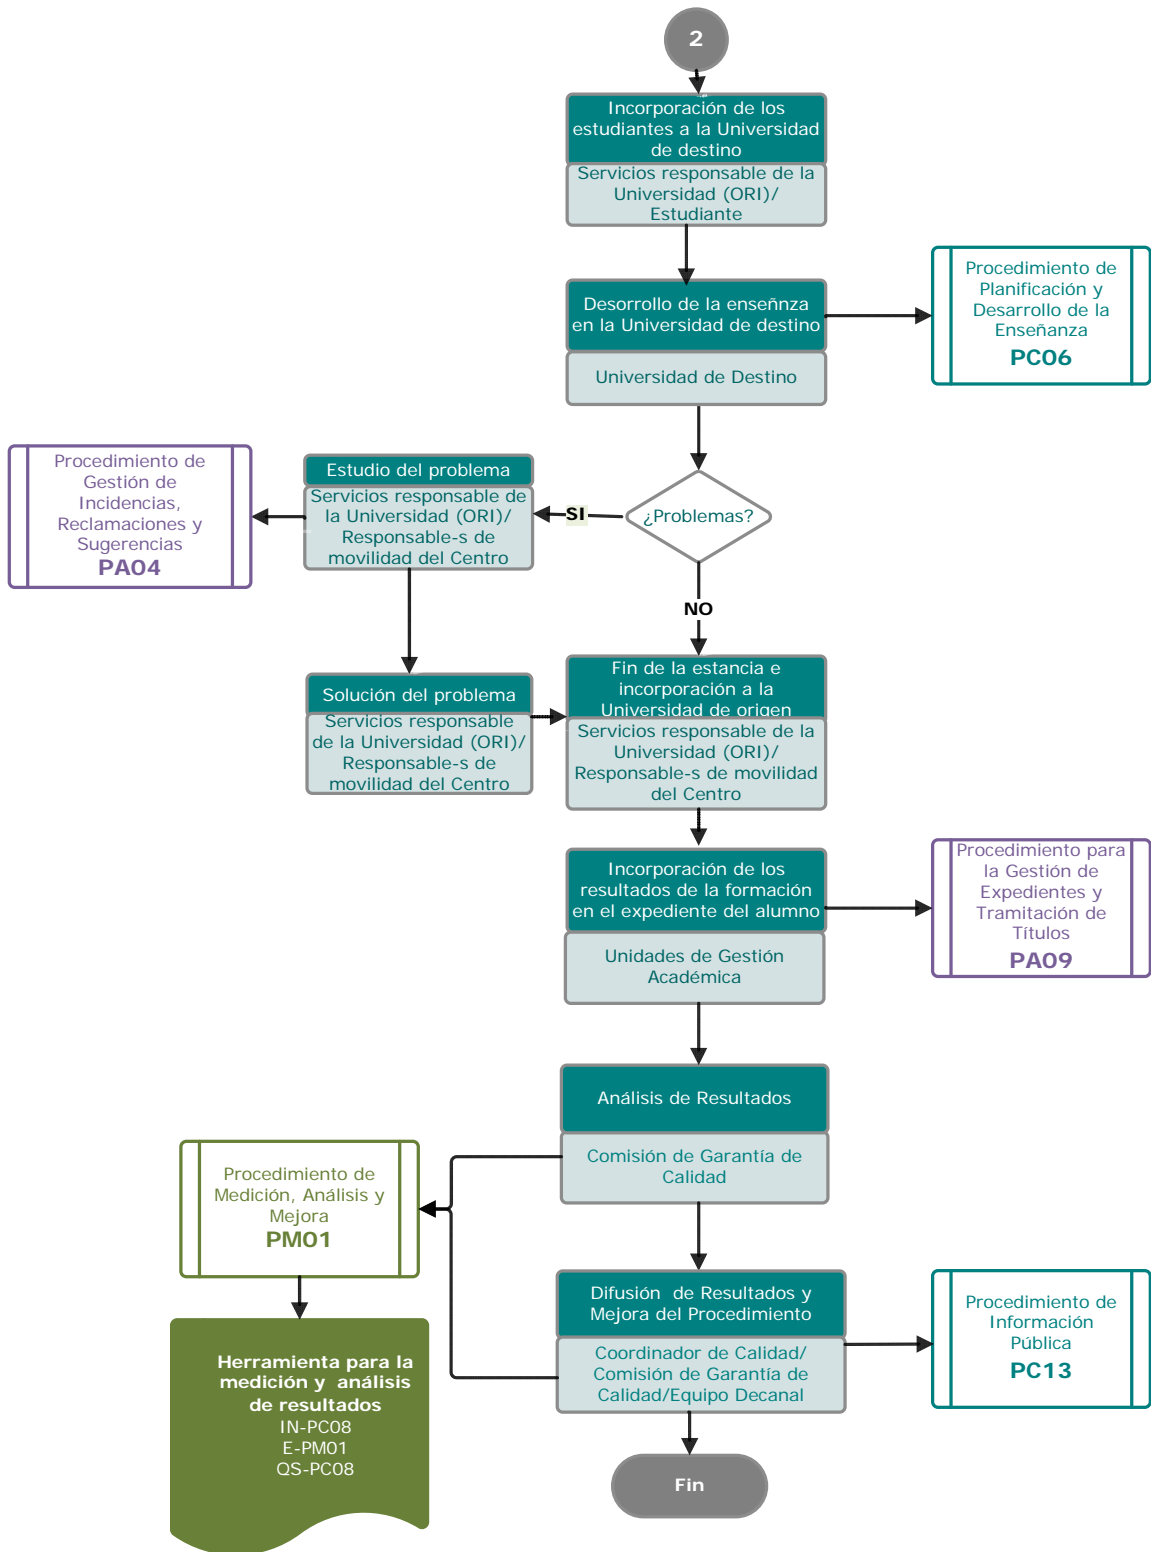 2
Incorporación de los
estudiantes a la Universidad
de destino
Servicios responsable de la
Universidad (ORI)/
Estudiante
Desorrollo de la enseñnza
en la Universidad de destino
Universidad de Destino
Procedimiento de
Planificación y
Desarrollo de la
Enseñanza
PC06
¿Problemas?
SI
NO
Estudio del problema
Servicios responsable de
la Universidad (ORI)/
Responsable-s de
movilidad del Centro
Procedimiento de
Gestión de
Incidencias,
Reclamaciones y
Sugerencias
PA04
Solución del problema
Servicios responsable
de la Universidad (ORI)/
Responsable-s de
movilidad del Centro
Fin de la estancia e
incorporación a la
Universidad de origen
Servicios responsable de la
Universidad (ORI)/
Responsable-s de movilidad
del Centro
Incorporación de los
resultados de la formación
en el expediente del alumno
Unidades de Gestión
Académica
Procedimiento para
la Gestión de
Expedientes y
Tramitación de
Títulos
PA09
Análisis de Resultados
Comisión de Garantía de
Calidad
Procedimiento de
Medición, Análisis y
Mejora
PM01
Herramienta para la
medición y análisis
de resultados
IN-PC08
E-PM01
QS-PC08
Difusión de Resultados y
Mejora del Procedimiento
Coordinador de Calidad/
Comisión de Garantía de
Calidad/Equipo Decanal
Procedimiento de
Información
Pública
PC13
Fin